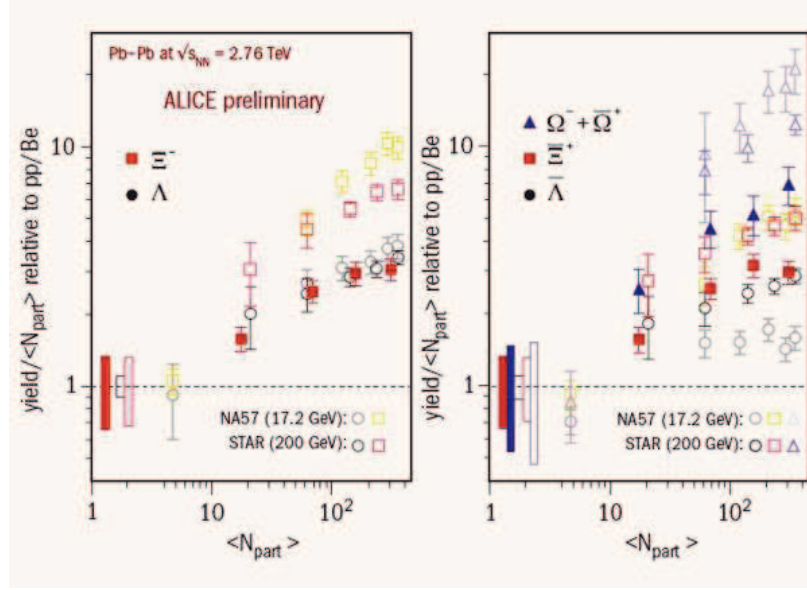 Pb-Pb at √sNN = 2.76 TeV
ALICE preliminary
Ξ-
Λ
NA57 (17.2 GeV):
STAR (200 GeV):
10
1
1
10
10²
<Npart>
yield/<Npart> relative to pp/Be
Ω- + Ω̅+
Ξ̅+
Λ̅
NA57 (17.2 GeV):
STAR (200 GeV):
10
1
1
10
10²
<Npart>
yield/<Npart> relative to pp/Be